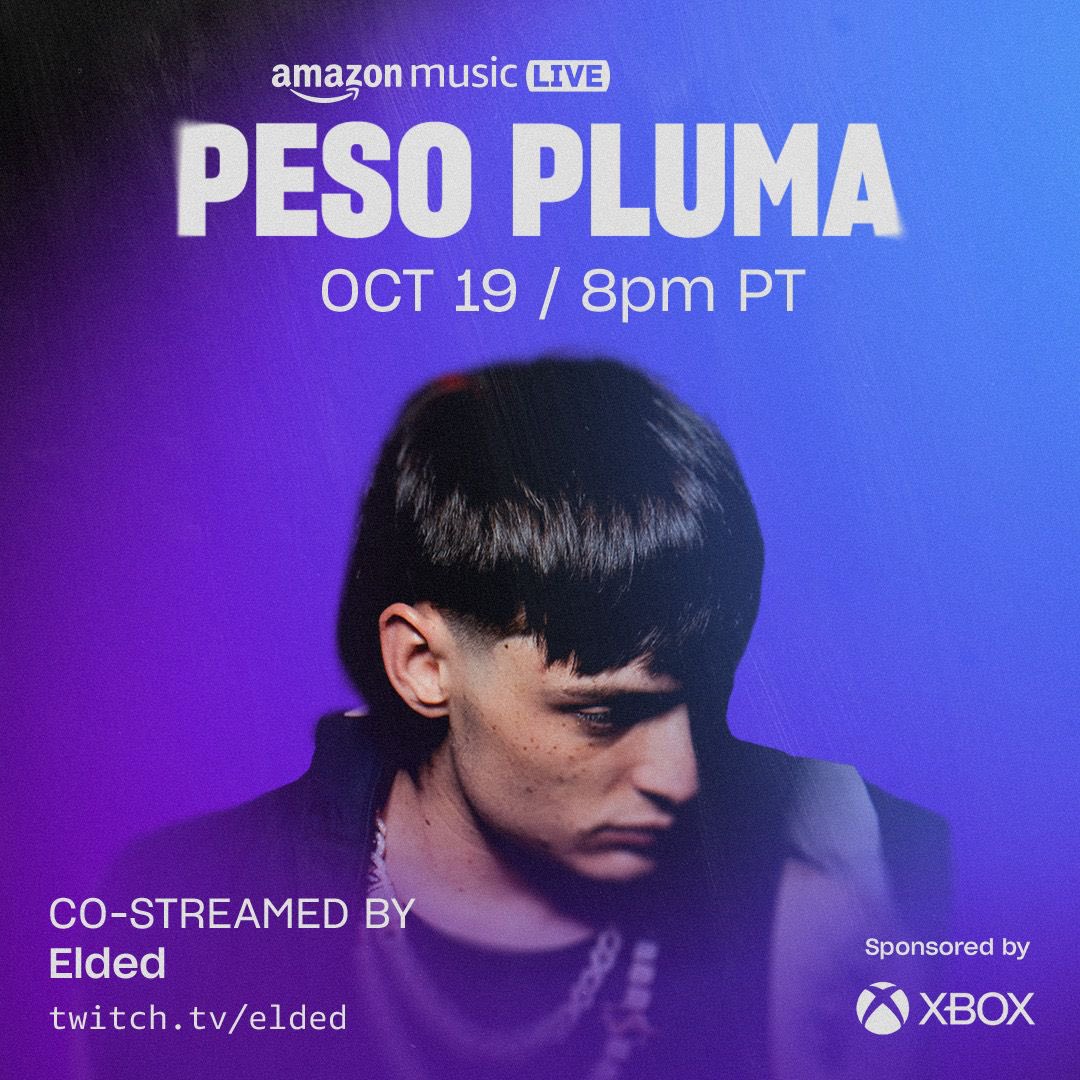 amazon music LIVE
PESO PLUMA
OCT 19 / 8pm PT
CO-STREAMED BY
Elded
twitch.tv/elded
Sponsored by
XBOX